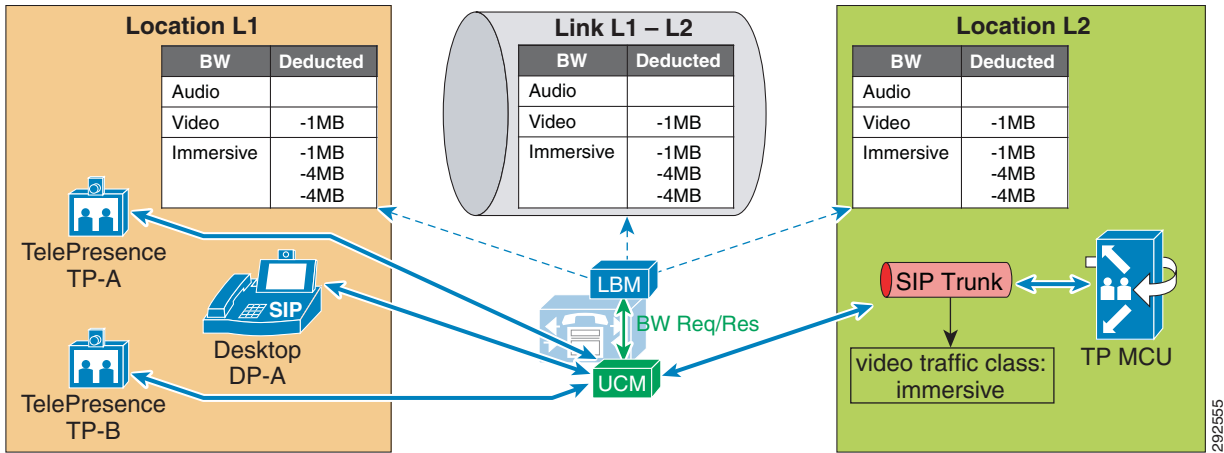 Location L1
BW Deducted
Audio
Video -1MB
Immersive -1MB
-4MB
-4MB
TelePresence
TP-A
SIP
Desktop
DP-A
TelePresence
TP-B
Link L1 – L2
BW Deducted
Audio
Video -1MB
Immersive -1MB
-4MB
-4MB
LBM
BW Req/Res
UCM
Location L2
BW Deducted
Audio
Video -1MB
Immersive -1MB
-4MB
-4MB
SIP Trunk
video traffic class:
immersive
TP MCU
292555